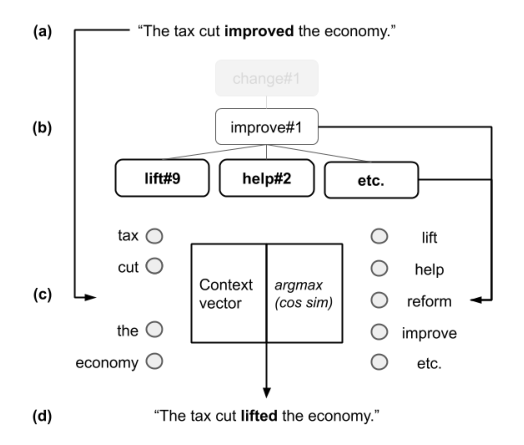 (a)
"The tax cut improved the economy."
change#1
(b)
improve#1
lift#9
help#2
etc.
(c)
tax
cut
the
economy
Context
vector
argmax
(cos sim)
lift
help
reform
improve
etc.
(d)
"The tax cut lifted the economy."